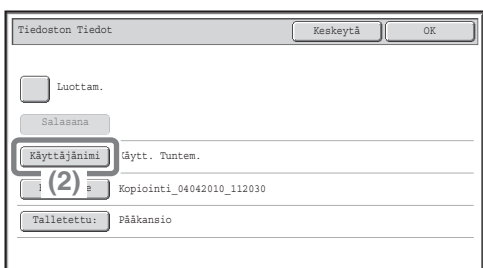 Tiedoston Tiedot Keskeytä OK
Luottam.
Salasana
Käyttäjänimi Käytt. Tuntem.
(2) Kopiointi_04042010_112030
Talletettu: Pääkansio